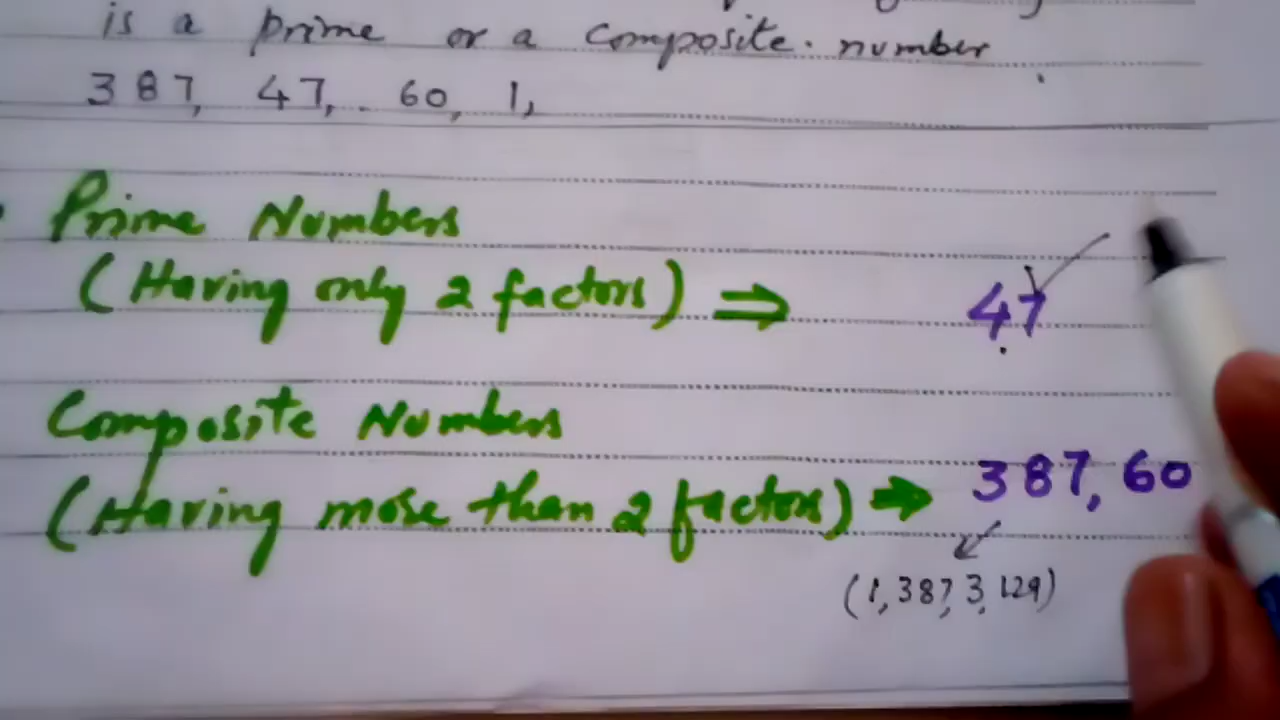 is a prime or a composite. number
387, 47, 60, 1,
Prime Numbers
(Having only 2 factors) ⇒ 47
Composite Numbers
(Having more than 2 factors) → 387, 60
(1, 387, 3, 129)